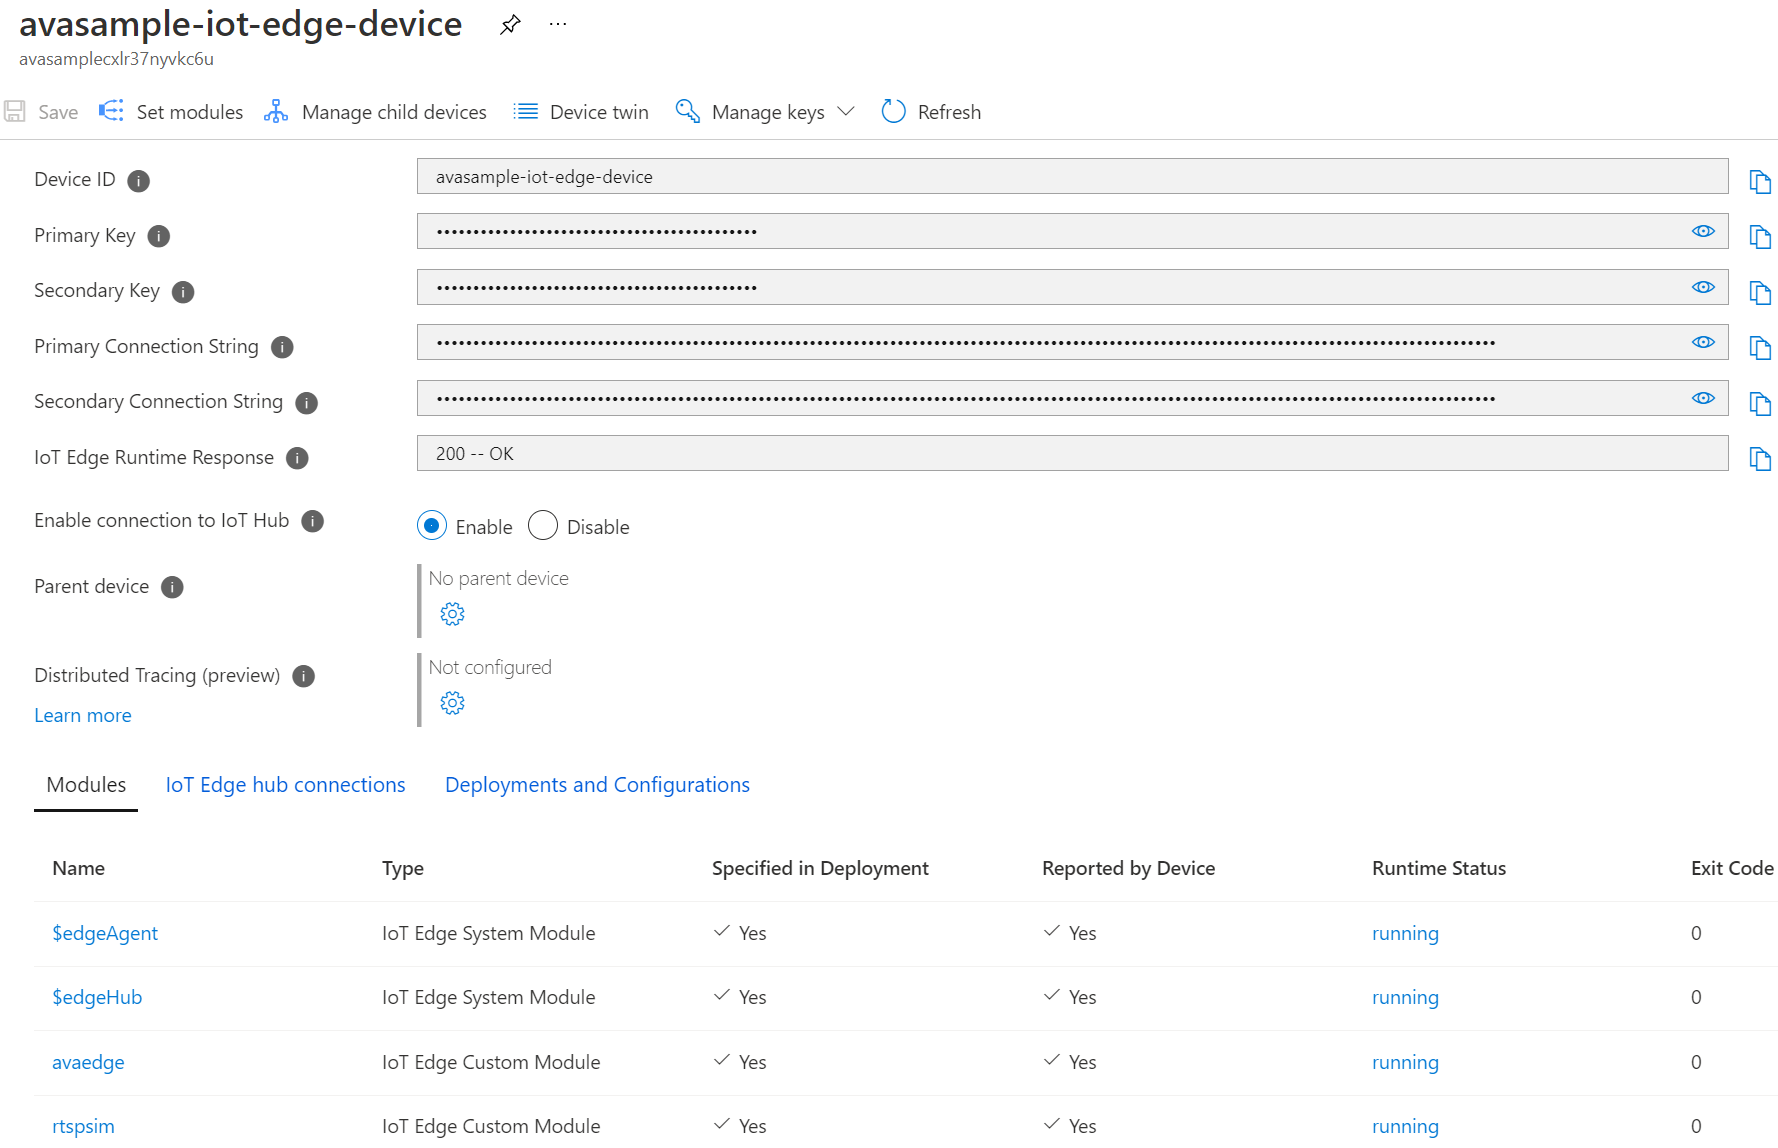 avasample-iot-edge-device ···
avasamplecxlr37nyvkc6u
Save Set modules Manage child devices Device twin Manage keys Refresh
Device ID i avasample-iot-edge-device
Primary Key i ••••••••••••••••••••••••••••••••••••••••••••
Secondary Key i ••••••••••••••••••••••••••••••••••••••••••••
Primary Connection String i
Secondary Connection String i
IoT Edge Runtime Response i 200 -- OK
Enable connection to IoT Hub i Enable Disable
Parent device i No parent device
Distributed Tracing (preview) i Not configured
Learn more
Modules IoT Edge hub connections Deployments and Configurations
Name Type Specified in Deployment Reported by Device Runtime Status Exit Code
$edgeAgent IoT Edge System Module Yes Yes running 0
$edgeHub IoT Edge System Module Yes Yes running 0
avaedge IoT Edge Custom Module Yes Yes running 0
rtspsim IoT Edge Custom Module Yes Yes running 0